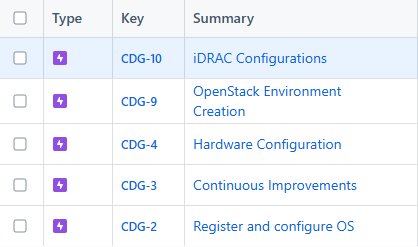 Type Key Summary
CDG-10 iDRAC Configurations
CDG-9 OpenStack Environment
Creation
CDG-4 Hardware Configuration
CDG-3 Continuous Improvements
CDG-2 Register and configure OS